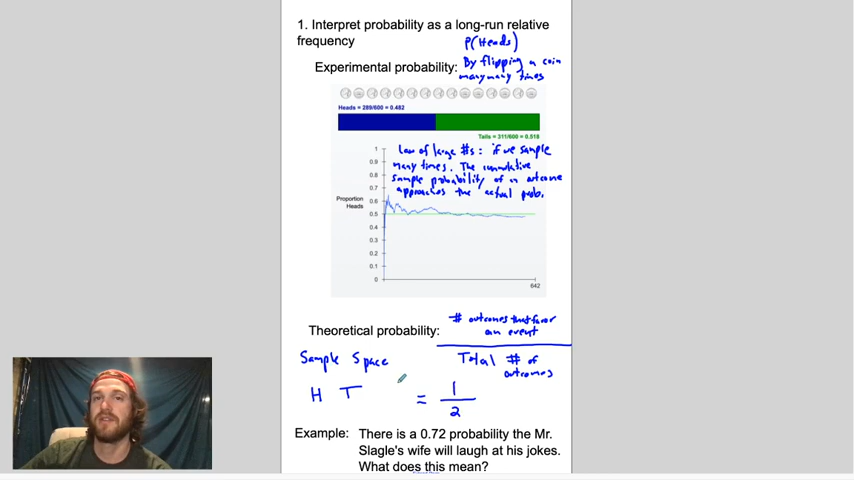 1. Interpret probability as a long-run relative
frequency
P(Heads)
Experimental probability:
By flipping a coin
many many times
Heads = 289/600 = 0.482
Tails = 311/600 = 0.518
Law of large #s: if we sample
many times. The cumulative
sample probability of an outcome
approaches the actual prob.
1
0.9
0.8
0.7
0.6
0.5
0.4
0.3
0.2
0.1
0
Proportion
Heads
642
Theoretical probability:
# outcomes that favor
an event
Total # of
outcomes
Sample Space
H T
= 1
2
Example: There is a 0.72 probability the Mr.
Slagle's wife will laugh at his jokes.
What does this mean?